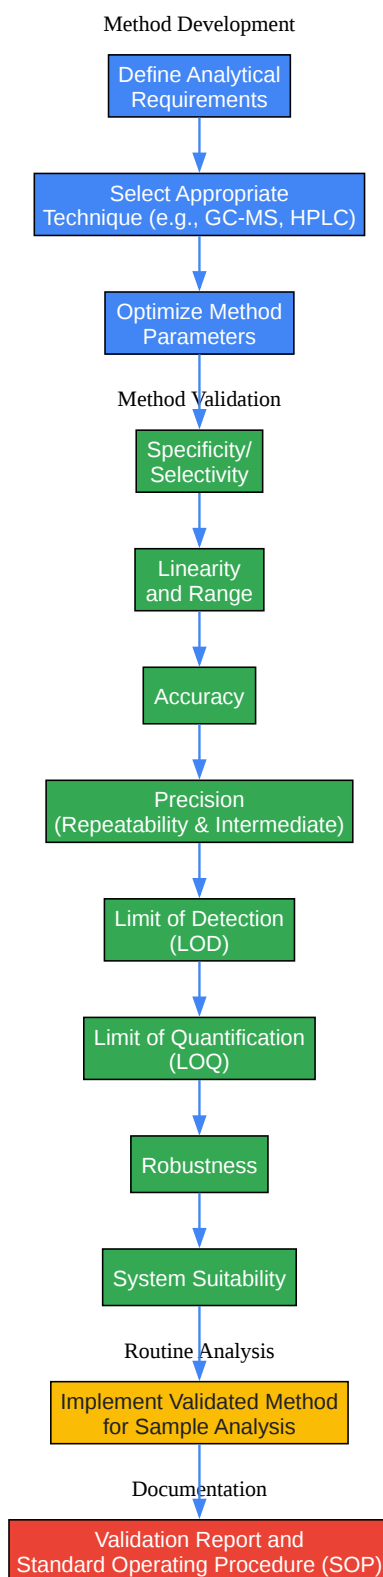 Method Development
Define Analytical
Requirements
Select Appropriate
Technique (e.g., GC-MS, HPLC)
Optimize Method
Parameters
Method Validation
Specificity/
Selectivity
Linearity
and Range
Accuracy
Precision
(Repeatability & Intermediate)
Limit of Detection
(LOD)
Limit of Quantification
(LOQ)
Robustness
System Suitability
Routine Analysis
Implement Validated Method
for Sample Analysis
Documentation
Validation Report and
Standard Operating Procedure (SOP)